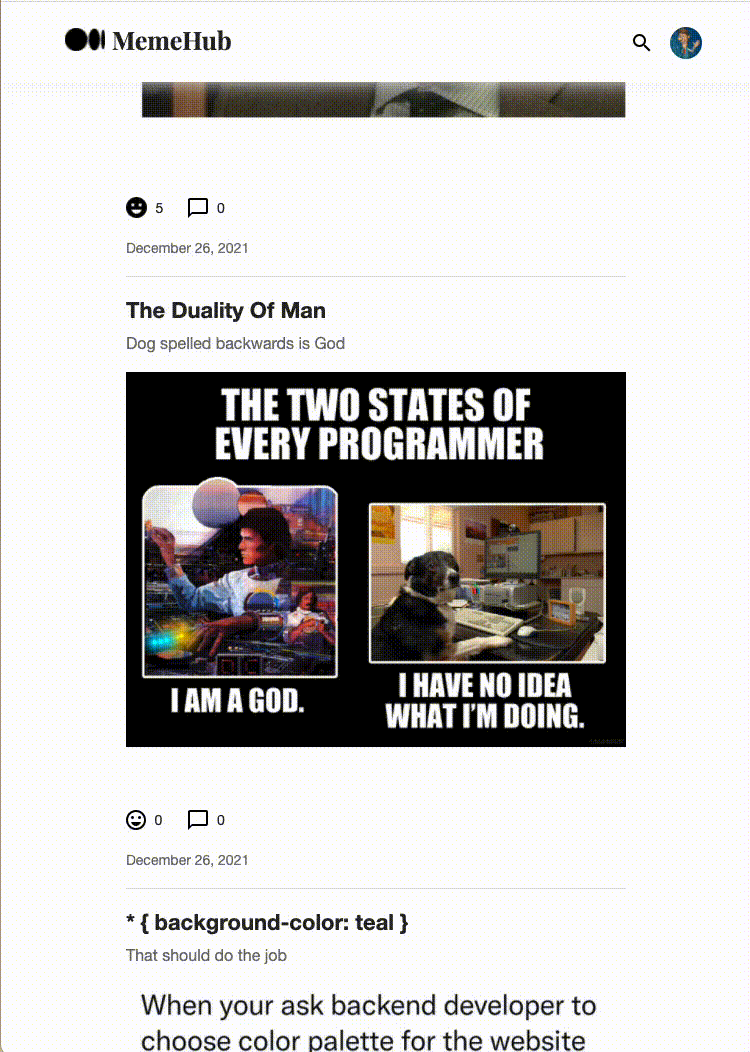 MemeHub
5 0
December 26, 2021
The Duality Of Man
Dog spelled backwards is God
THE TWO STATES OF
EVERY PROGRAMMER
I AM A GOD.
I HAVE NO IDEA
WHAT I'M DOING.
0 0
December 26, 2021
* { background-color: teal }
That should do the job
When your ask backend developer to
choose color palette for the website